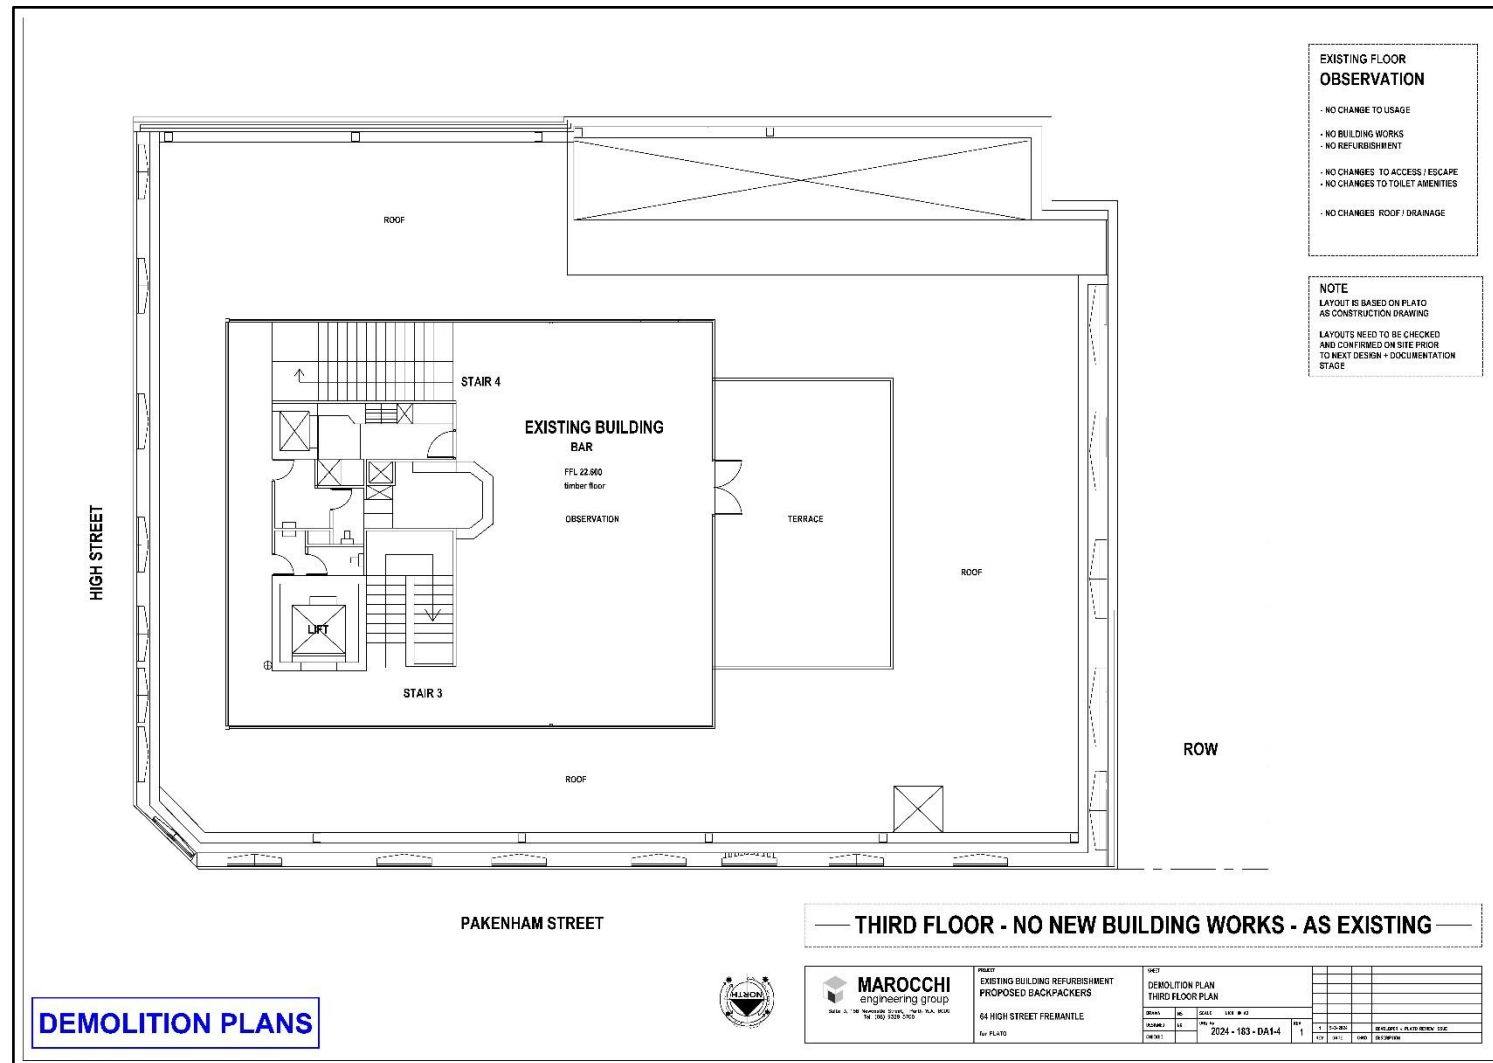 EXISTING FLOOR
OBSERVATION
- NO CHANGE TO USAGE
- NO BUILDING WORKS
- NO REFURBISHMENT
- NO CHANGES TO ACCESS / ESCAPE
- NO CHANGES TO TOILET AMENITIES
- NO CHANGES ROOF / DRAINAGE
NOTE
LAYOUT IS BASED ON PLATO
AS CONSTRUCTION DRAWING
LAYOUTS NEED TO BE CHECKED
AND CONFIRMED ON SITE PRIOR
TO NEXT DESIGN + DOCUMENTATION
STAGE
ROOF
STAIR 4
EXISTING BUILDING
BAR
FFL 22.600
timber floor
OBSERVATION
TERRACE
HIGH STREET
ROOF
LIFT
STAIR 3
ROW
ROOF
PAKENHAM STREET
THIRD FLOOR - NO NEW BUILDING WORKS - AS EXISTING
NORTH
MAROCCHI
engineering group
PROJECT
EXISTING BUILDING REFURBISHMENT
PROPOSED BACKPACKERS
64 HIGH STREET FREMANTLE
for PLATO
SHEET
DEMOLITION PLAN
THIRD FLOOR PLAN
DRAWN
SCALE
2024 - 183 - DA1-4
1
DEMOLITION PLANS